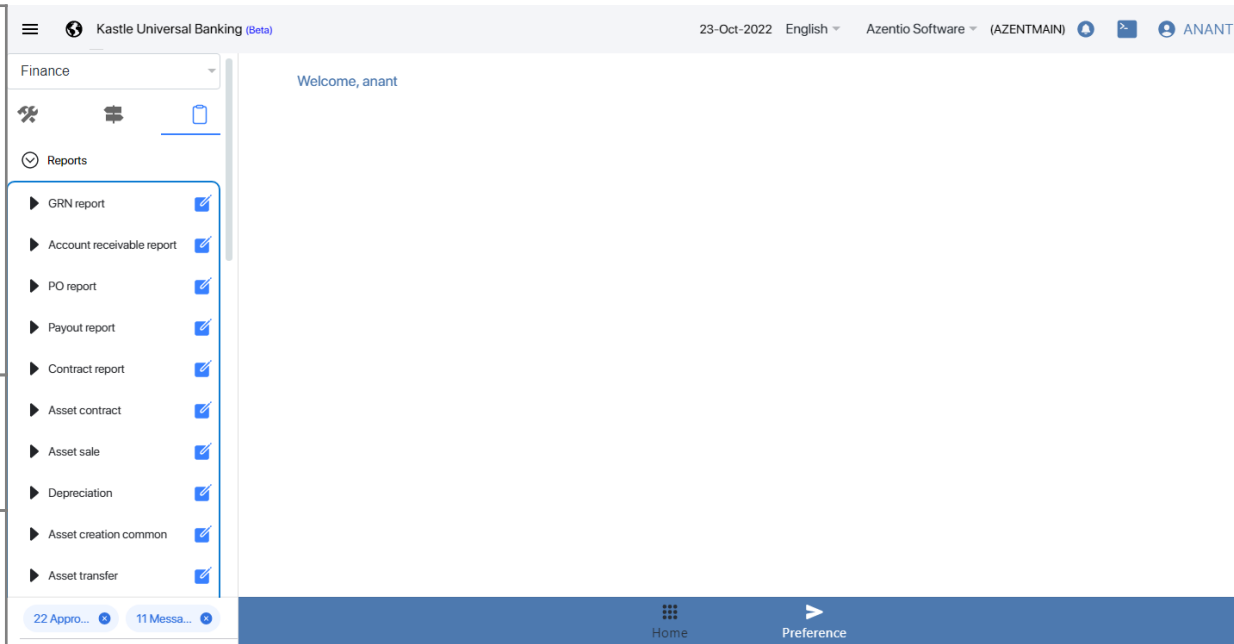 Kastle Universal Banking (Beta) 23-Oct-2022 English Azentio Software (AZENTMAIN) ANANT
Finance
Welcome, anant
Reports
GRN report
Account receivable report
PO report
Payout report
Contract report
Asset contract
Asset sale
Depreciation
Asset creation common
Asset transfer
22 Appro... 11 Messa...
Home Preference